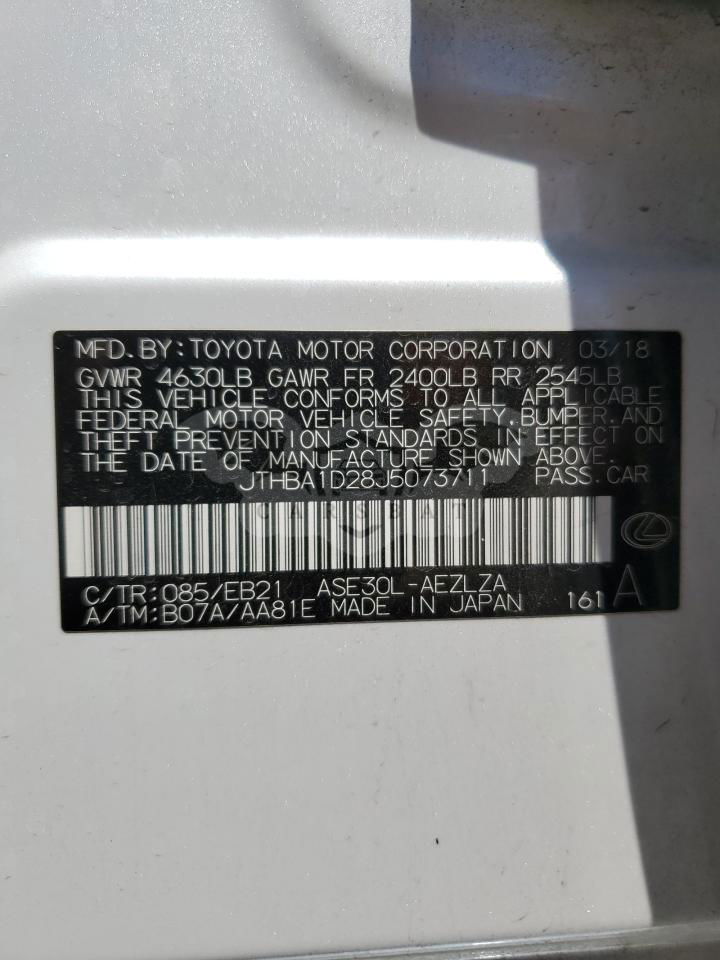 MFD.BY:TOYOTA MOTOR CORPORATION 03/18
GVWR 4630LB GAWR FR 2400LB RR 2545LB
THIS VEHICLE CONFORMS TO ALL APPLICABLE
FEDERAL MOTOR VEHICLE SAFETY,BUMPER,AND
THEFT PREVENTION STANDARDS IN EFFECT ON
THE DATE OF MANUFACTURE SHOWN ABOVE.
JTHBA1D28J5073711 PASS.CAR
CARSBAT
C/TR:085/EB21 ASE30L-AEZLZA
A/TM:B07A/AA81E MADE IN JAPAN 161 A